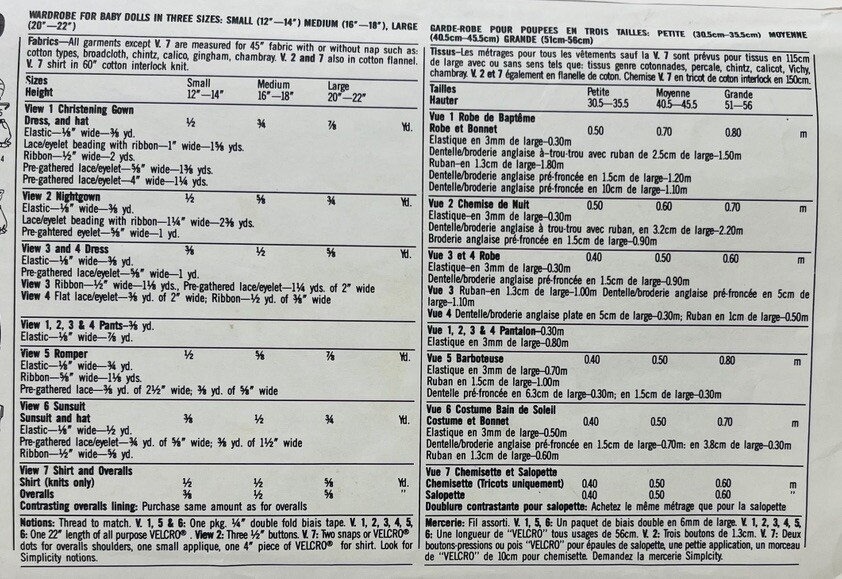 WARDROBE FOR BABY DOLLS IN THREE SIZES: SMALL (12"—14") MEDIUM (16"—18"), LARGE
(20"—22")
Fabrics—All garments except V. 7 are measured for 45" fabric with or without nap such as:
cotton types, broadcloth, chintz, calico, gingham, chambray. V. 2 and 7 also in cotton flannel.
V. 7 shirt in 60" cotton interlock knit.
Sizes Small Medium Large
Height 12"—14" 16"—18" 20"—22"
View 1 Christening Gown
Dress, and hat ½ ¾ ⅞ Yd.
Elastic—⅛" wide—⅜ yd.
Lace/eyelet beading with ribbon—1" wide—1⅝ yds.
Ribbon—½" wide—2 yds.
Pre-gathered lace/eyelet—⅝" wide—1⅜ yds.
Pre-gathered lace/eyelet—4" wide—1¼ yds.
View 2 Nightgown ½ ⅝ ¾ Yd.
Elastic—⅛" wide—⅜ yd.
Lace/eyelet beading with ribbon—1¼" wide—2⅜ yds.
Pre-gahtered eyelet—⅝" wide—1 yd.
View 3 and 4 Dress ⅜ ½ ⅝ Yd.
Elastic—⅛" wide—⅜ yd.
Pre-gathered lace/eyelet—⅝" wide—1 yd.
View 3 Ribbon—½" wide—1⅛ yds., Pre-gathered lace/eyelet—1¼ yds. of 2" wide
View 4 Flat lace/eyelet—⅜ yd. of 2" wide; Ribbon—½ yd. of ⅜" wide
View 1, 2, 3 & 4 Pants—⅜ yd.
Elastic—⅛" wide—⅞ yd.
View 5 Romper ½ ⅝ ⅞ Yd.
Elastic—⅛" wide—¾ yd.
Ribbon—⅝" wide—1⅛ yds.
Pre-gathered lace—⅜ yd. of 2½" wide; ⅜ yd. of ⅝" wide
View 6 Sunsuit
Sunsuit and hat ⅜ ½ ¾ Yd.
Elastic—⅛" wide—½ yd.
Pre-gathered lace/eyelet—¾ yd. of ⅝" wide; ⅜ yd. of 1½" wide
Ribbon—½" wide—⅝ yd.
View 7 Shirt and Overalls
Shirt (knits only) ½ ½ ⅝ Yd.
Overalls ⅜ ½ ⅝ "
Contrasting overalls lining: Purchase same amount as for overalls
Notions: Thread to match. V. 1, 5 & 6: One pkg. ¼" double fold biais tape. V. 1, 2, 3, 4, 5,
6: One 22" length of all purpose VELCRO®. View 2: Three ½" buttons. V. 7: Two snaps or VELCRO®
dots for overalls shoulders, one small applique, one 4" piece of VELCRO® for shirt. Look for
Simplicity notions.
GARDE-ROBE POUR POUPEES EN TROIS TAILLES: PETITE (30.5cm-35.5cm) MOYENNE
(40.5cm-45.5cm) GRANDE (51cm-56cm)
Tissus-Les métrages pour tous les vêtements sauf la V. 7 sont prévus pour tissus en 115cm
de large avec ou sans sens tels que: tissus genre cotonnades, percale, chintz, calicot, Vichy,
chambray. V. 2 et 7 également en flanelle de coton. Chemise V. 7 en tricot de coton interlock en 150cm.
Tailles Petite Moyenne Grande
Hauter 30.5—35.5 40.5—45.5 51—56
Vue 1 Robe de Baptême
Robe et Bonnet 0.50 0.70 0.80 m
Elastique en 3mm de large-0.30m
Dentelle/broderie anglaise à-trou-trou avec ruban de 2.5cm de large-1.50m
Ruban-en 1.3cm de large-1.80m
Dentelle/broderie anglaise pré-froncée en 1.5cm de large-1.20m
Dentelle/broderie anglaise pré-froncée en 10cm de large-1.10m
Vue 2 Chemise de Nuit 0.50 0.60 0.70 m
Elastique-en 3mm de large-0.30m
Dentelle/broderie anglaise à trou-trou avec ruban, en 3.2cm de large-2.20m
Broderie anglaise pré-froncée en 1.5cm de large-0.90m
Vue 3 et 4 Robe 0.40 0.50 0.60 m
Elastique-en 3mm de large-0.30m
Dentelle/broderie anglaise pré-froncée en 1.5cm de large-0.90m
Vue 3 Ruban-en 1.3cm de large-1.00m Dentelle/broderie anglaise pré-froncée en 5cm de
large-1.10m
Vue 4 Dentelle/broderie anglaise plate en 5cm de large-0.30m; Ruban en 1cm de large-0.50m
Vue 1, 2, 3 & 4 Pantalon-0.30m
Elastique en 3mm de large-0.80m
Vue 5 Barboteuse 0.40 0.50 0.80 m
Elastique en 3mm de large-0.70m
Ruban en 1.5cm de large-1.00m
Dentelle pré-froncée en 6.3cm de large-0.30m; en 1.5cm de large-0.30m
Vue 6 Costume Bain de Soleil
Costume et Bonnet 0.40 0.50 0.70 m
Elastique en 3mm de large-0.50m
Dentelle/broderie anglaise pré-froncée en 1.5cm de large-0.70m: en 3.8cm de large-0.30m
Ruban en 1.3cm de large-0.60m
Vue 7 Chemisette et Salopette
Chemisette (Tricots uniquement) 0.40 0.50 0.60 m
Salopette 0.40 0.50 0.60 "
Doublure contrastante pour salopette: Achetez le même métrage que pour la salopette
Mercerie: Fil assorti. V. 1, 5, 6: Un paquet de biais double en 6mm de large. V. 1, 2, 3, 4, 5,
6: Une longueur de "VELCRO" tous usages de 56cm. V. 2: Trois boutons de 1.3cm. V. 7: Deux
boutons-pressions ou pois "VELCRO" pour épaules de salopette, une pettie application, un morceau
de "VELCRO" de 10cm pour chemisette. Demandez la mercerie Simplcity.